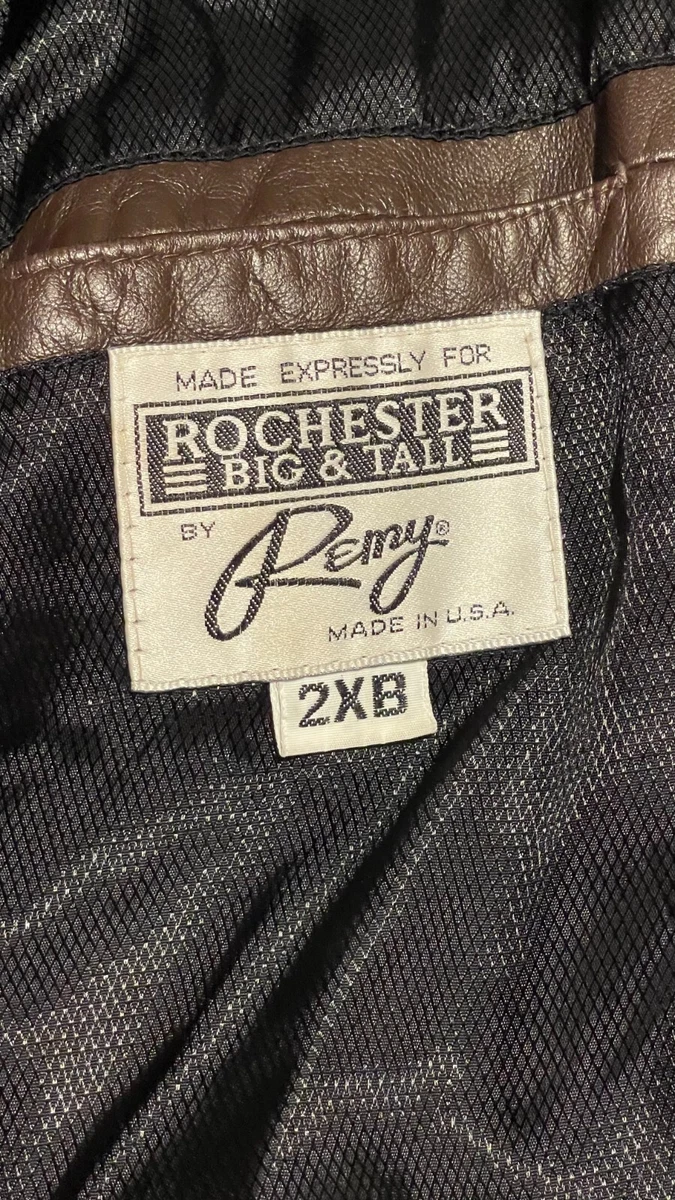 MADE EXPRESSLY FOR
ROCHESTER
BIG & TALL
BY Remy®
MADE IN U.S.A.
2XB